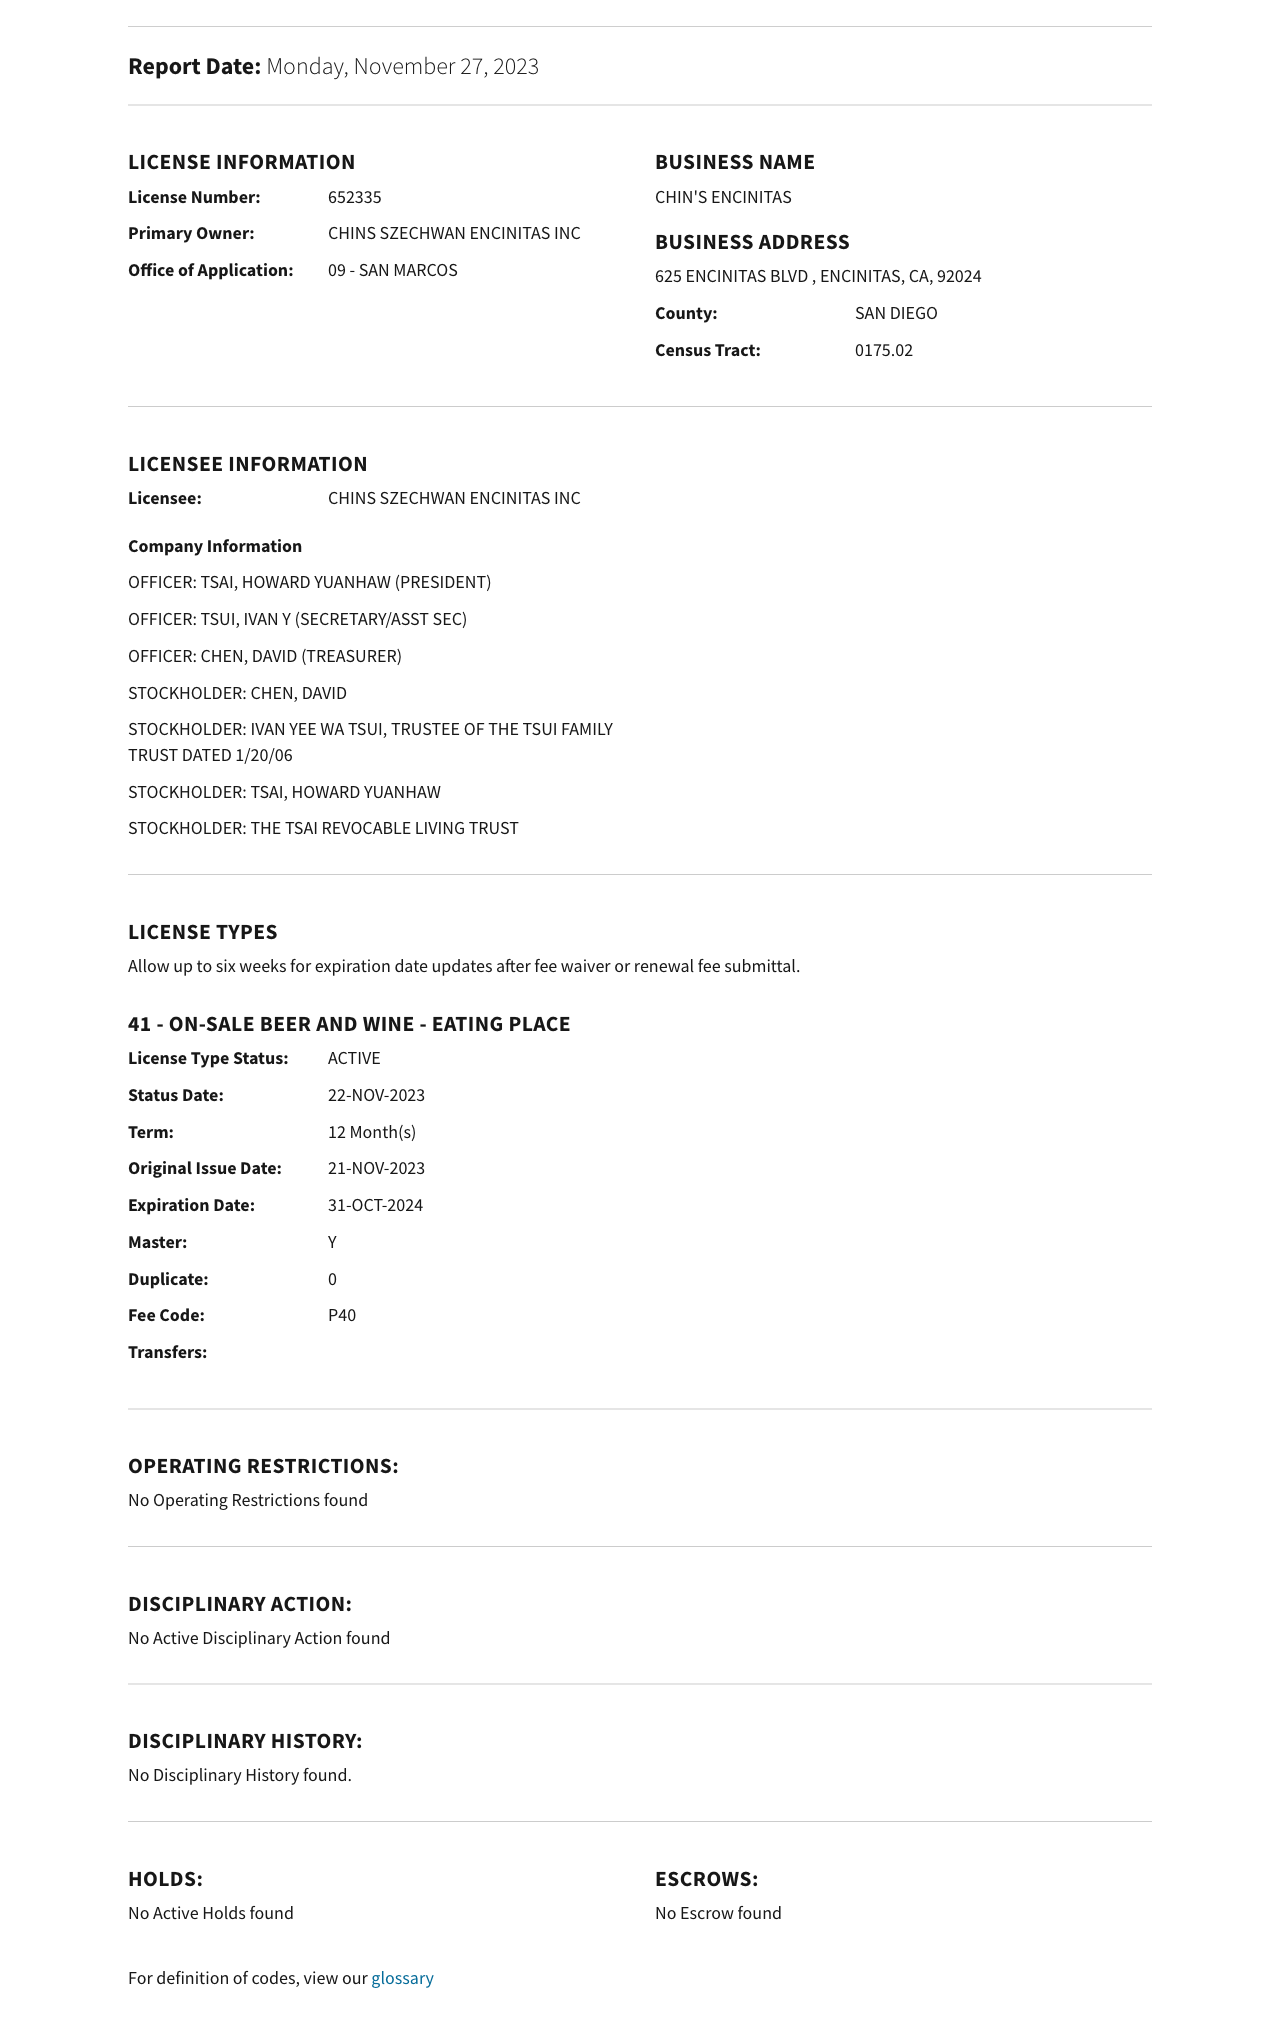 Report Date: Monday, November 27, 2023
LICENSE INFORMATION
License Number: 652335
Primary Owner: CHINS SZECHWAN ENCINITAS INC
Office of Application: 09 - SAN MARCOS
BUSINESS NAME
CHIN'S ENCINITAS
BUSINESS ADDRESS
625 ENCINITAS BLVD , ENCINITAS, CA, 92024
County: SAN DIEGO
Census Tract: 0175.02
LICENSEE INFORMATION
Licensee: CHINS SZECHWAN ENCINITAS INC
Company Information
OFFICER: TSAI, HOWARD YUANHAW (PRESIDENT)
OFFICER: TSUI, IVAN Y (SECRETARY/ASST SEC)
OFFICER: CHEN, DAVID (TREASURER)
STOCKHOLDER: CHEN, DAVID
STOCKHOLDER: IVAN YEE WA TSUI, TRUSTEE OF THE TSUI FAMILY
TRUST DATED 1/20/06
STOCKHOLDER: TSAI, HOWARD YUANHAW
STOCKHOLDER: THE TSAI REVOCABLE LIVING TRUST
LICENSE TYPES
Allow up to six weeks for expiration date updates after fee waiver or renewal fee submittal.
41 - ON-SALE BEER AND WINE - EATING PLACE
License Type Status: ACTIVE
Status Date: 22-NOV-2023
Term: 12 Month(s)
Original Issue Date: 21-NOV-2023
Expiration Date: 31-OCT-2024
Master: Y
Duplicate: 0
Fee Code: P40
Transfers:
OPERATING RESTRICTIONS:
No Operating Restrictions found
DISCIPLINARY ACTION:
No Active Disciplinary Action found
DISCIPLINARY HISTORY:
No Disciplinary History found.
HOLDS:
No Active Holds found
ESCROWS:
No Escrow found
For definition of codes, view our glossary